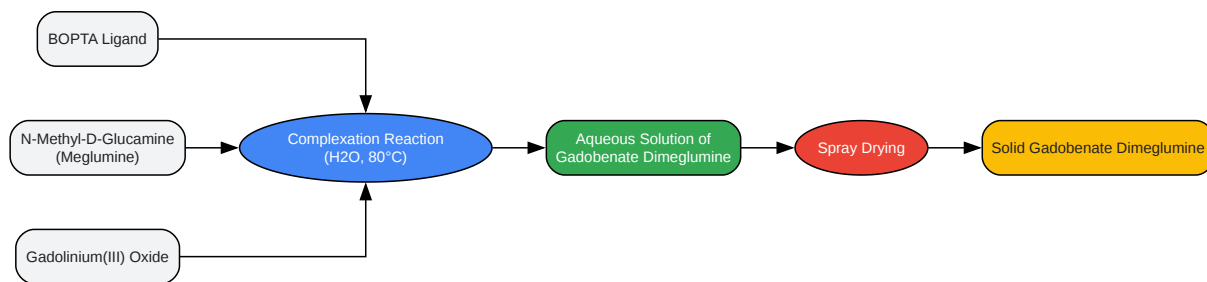 BOPTA Ligand
N-Methyl-D-Glucamine
(Meglumine)
Gadolinium(III) Oxide
Complexation Reaction
(H2O, 80°C)
Aqueous Solution of
Gadobenate Dimeglumine
Spray Drying
Solid Gadobenate Dimeglumine